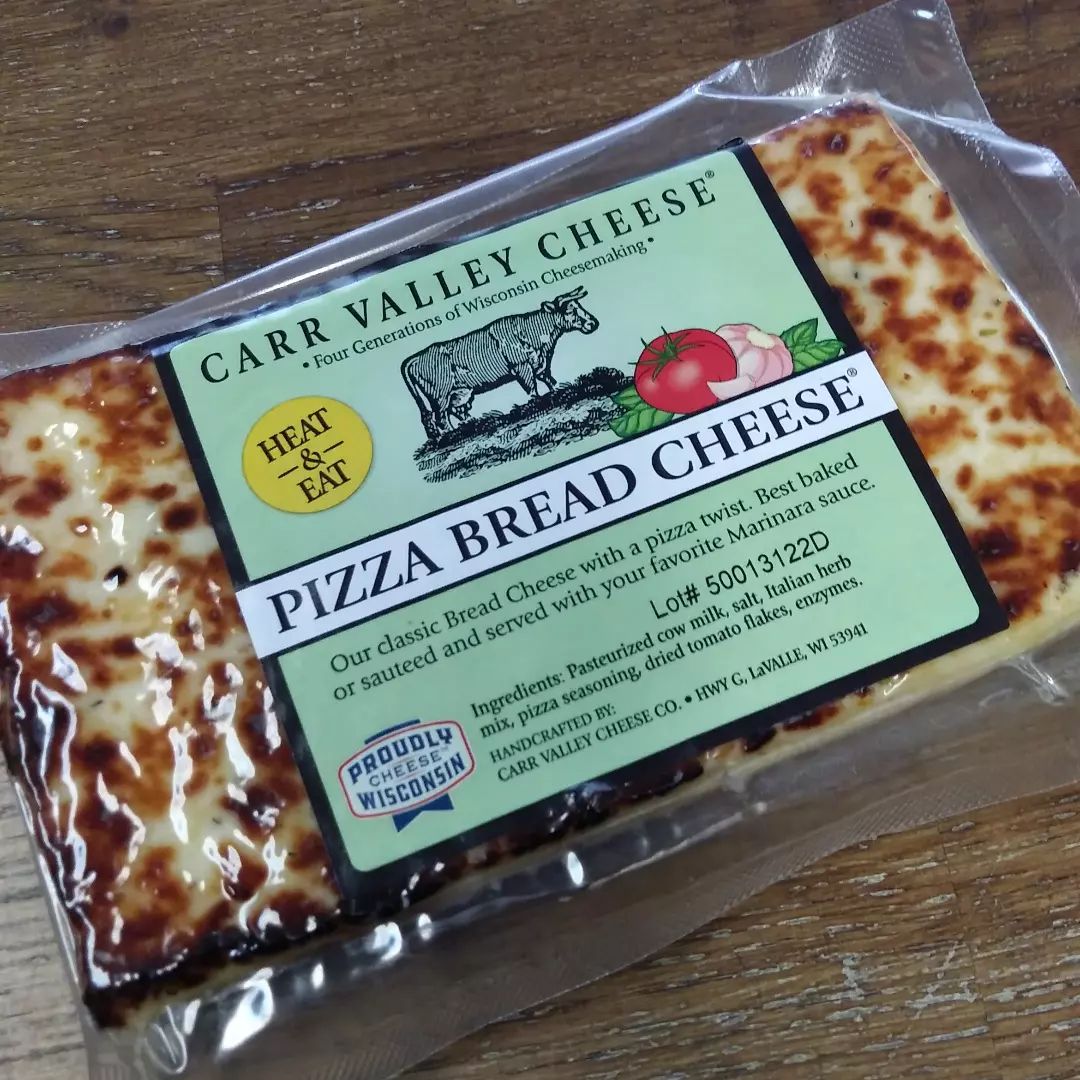 CARR VALLEY CHEESE®
• Four Generations of Wisconsin Cheesemaking •
HEAT
— & —
EAT
PIZZA BREAD CHEESE®
Our classic Bread Cheese with a pizza twist. Best baked
or sauteed and served with your favorite Marinara sauce.
Lot# 50013122D
Ingredients: Pasteurized cow milk, salt, Italian herb
mix, pizza seasoning, dried tomato flakes, enzymes.
HANDCRAFTED BY:
CARR VALLEY CHEESE CO. • HWY G, LaVALLE, WI 53941
PROUDLY
CHEESE™
WISCONSIN